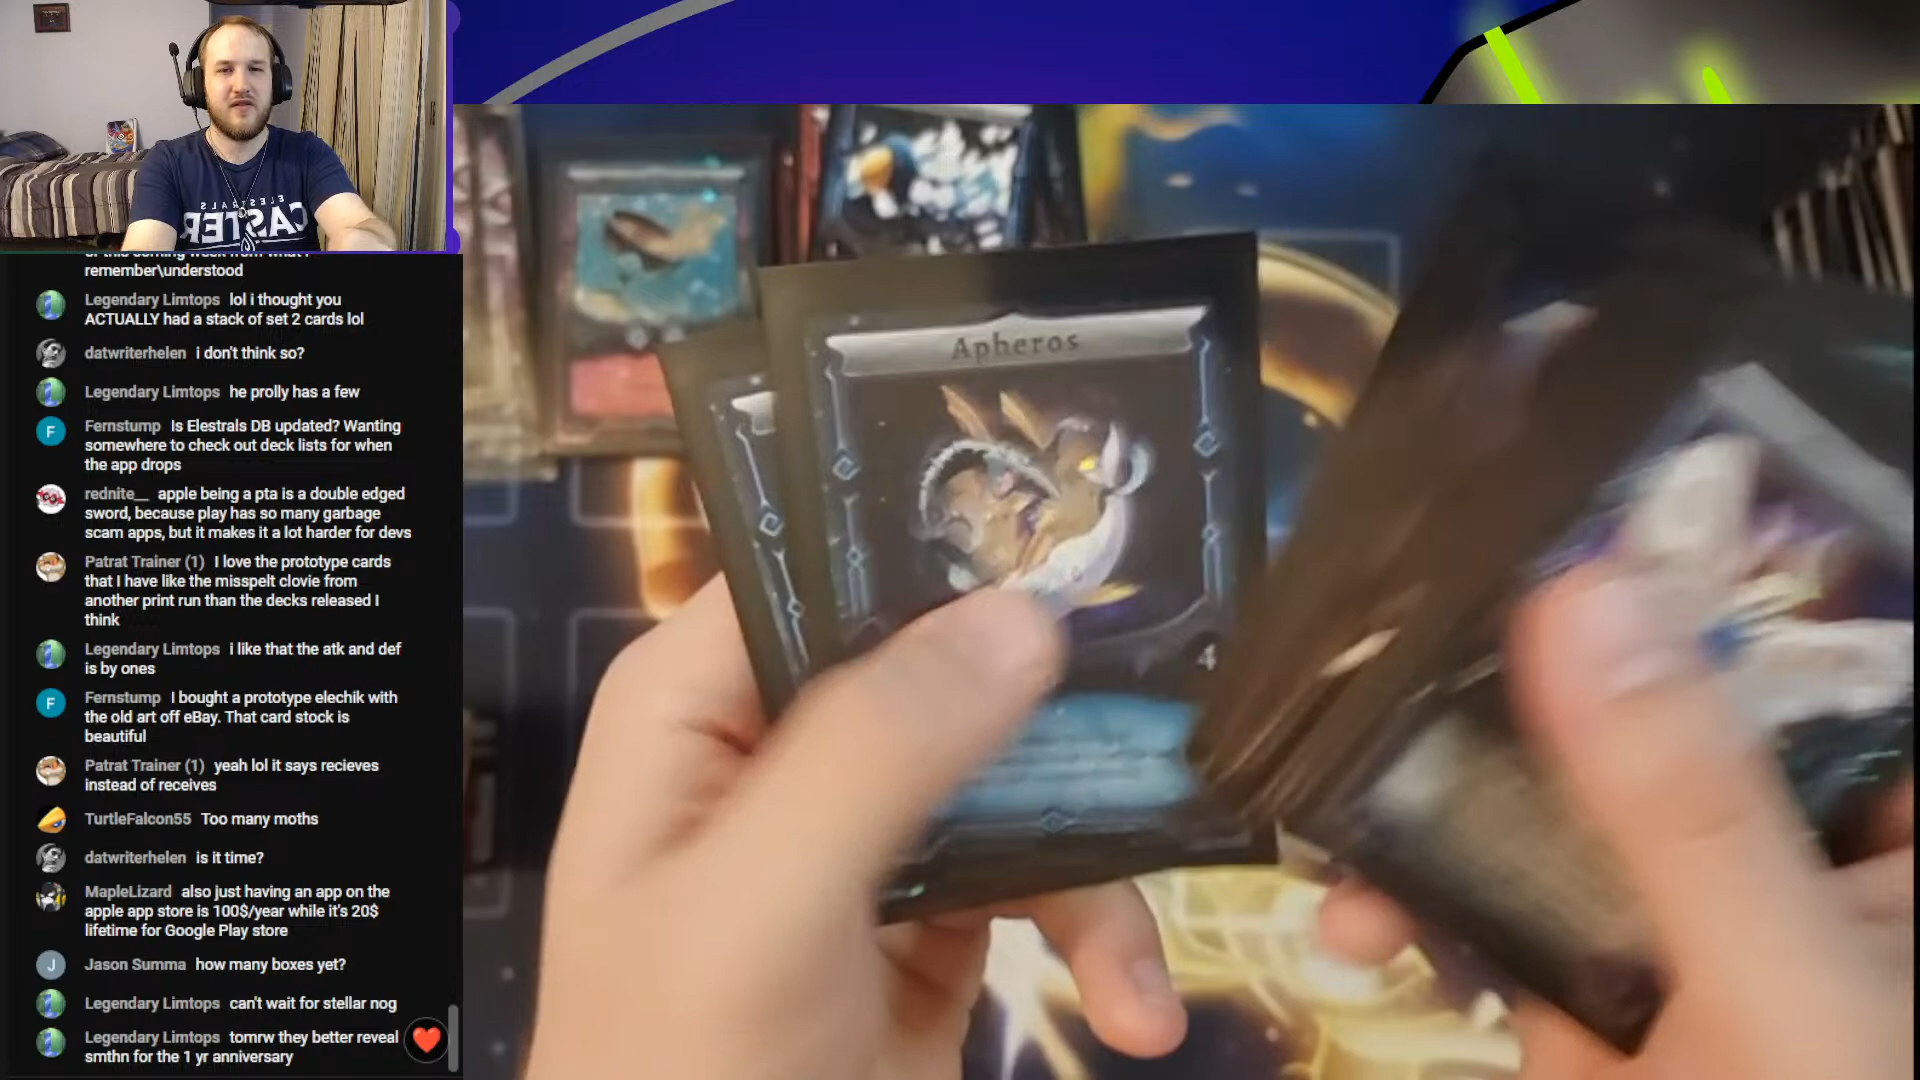 ELESTRALS
CASTER
of this coming week from what I
remember\understood
Legendary Limtops lol i thought you
ACTUALLY had a stack of set 2 cards lol
datwriterhelen i don't think so?
Legendary Limtops he prolly has a few
F
Fernstump Is Elestrals DB updated? Wanting
somewhere to check out deck lists for when
the app drops
rednite__ apple being a pta is a double edged
sword, because play has so many garbage
scam apps, but it makes it a lot harder for devs
Patrat Trainer (1) I love the prototype cards
that I have like the misspelt clovie from
another print run than the decks released I
think
Legendary Limtops i like that the atk and def
is by ones
F
Fernstump I bought a prototype elechik with
the old art off eBay. That card stock is
beautiful
Patrat Trainer (1) yeah lol it says recieves
instead of receives
TurtleFalcon55 Too many moths
datwriterhelen is it time?
MapleLizard also just having an app on the
apple app store is 100$/year while it's 20$
lifetime for Google Play store
J
Jason Summa how many boxes yet?
Legendary Limtops can't wait for stellar nog
Legendary Limtops tomrw they better reveal
smthn for the 1 yr anniversary
Apheros
4